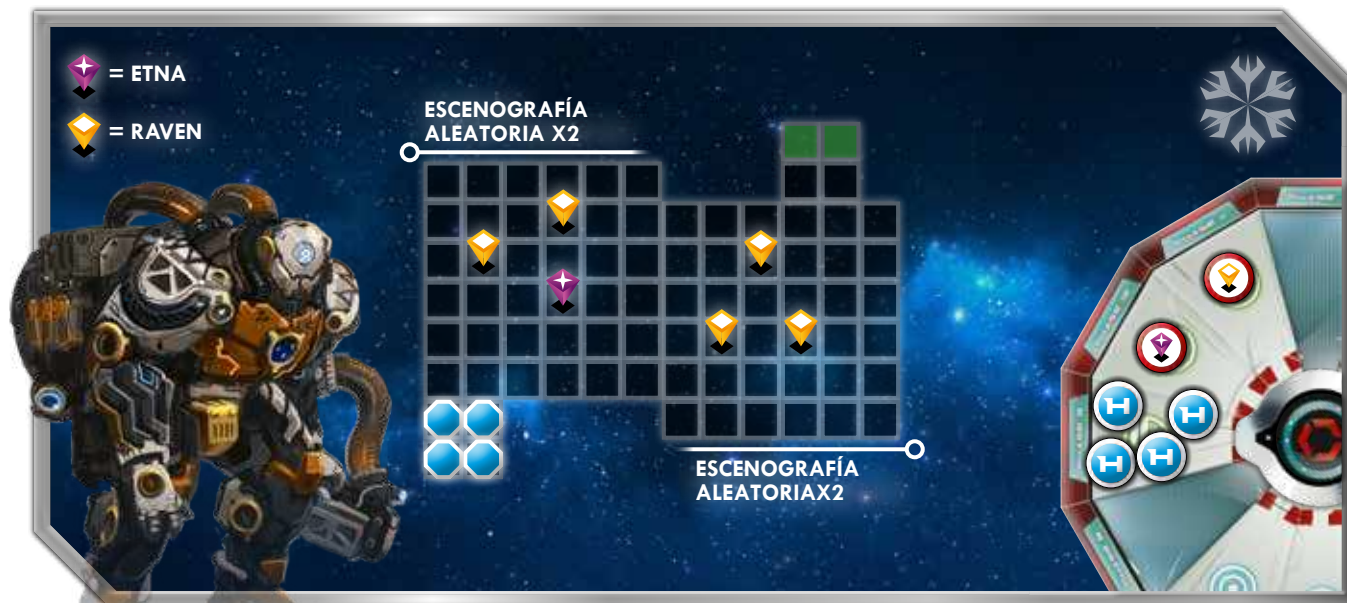 = ETNA
= RAVEN
ESCENOGRAFÍA
ALEATORIA X2
ESCENOGRAFÍA
ALEATORIAX2
H
H
H
H